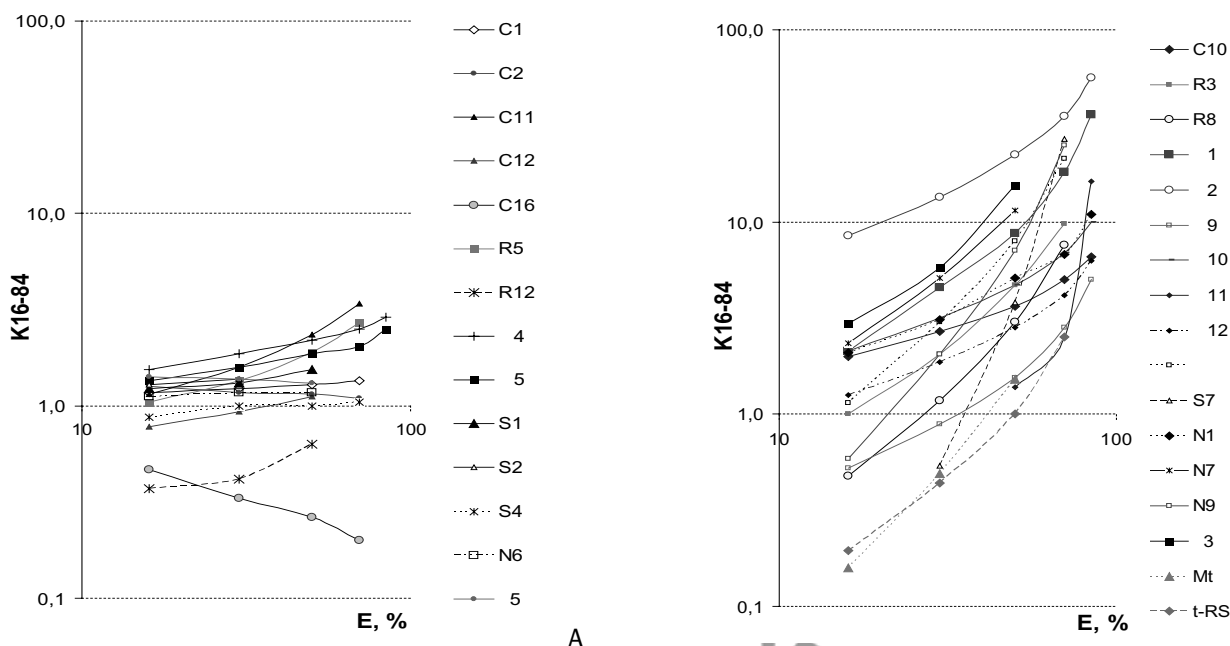 K16-84
100,0
10,0
1,0
0,1
10
100
E, %
C1
C2
C11
C12
C16
R5
R12
4
5
S1
S2
S4
N6
5
A
K16-84
100,0
10,0
1,0
0,1
10
100
E, %
C10
R3
R8
1
2
9
10
11
12
S7
N1
N7
N9
3
Mt
t-RS